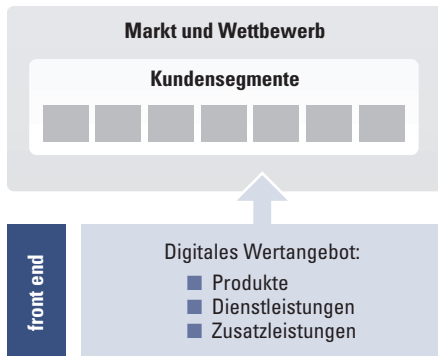 Markt und Wettbewerb
Kundensegmente
front end
Digitales Wertangebot:
Produkte
Dienstleistungen
Zusatzleistungen